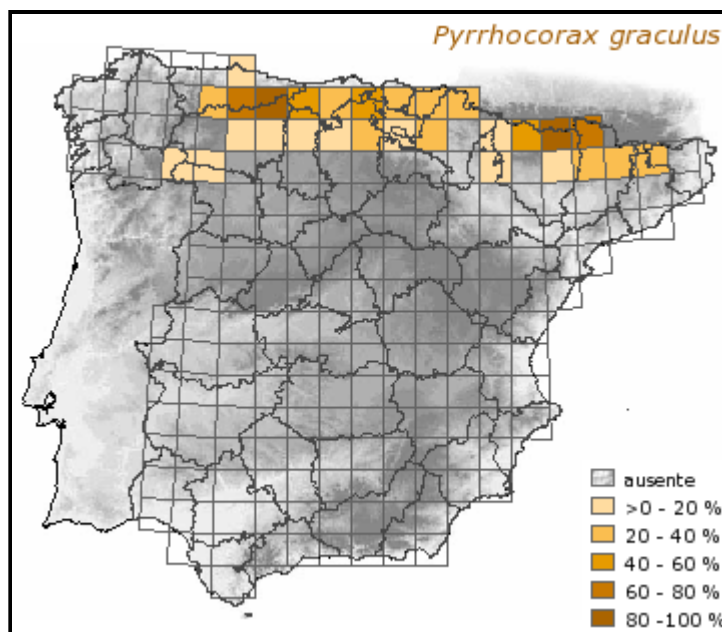 Pyrrhocorax graculus
ausente
>0 - 20 %
20 - 40 %
40 - 60 %
60 - 80 %
80 -100 %